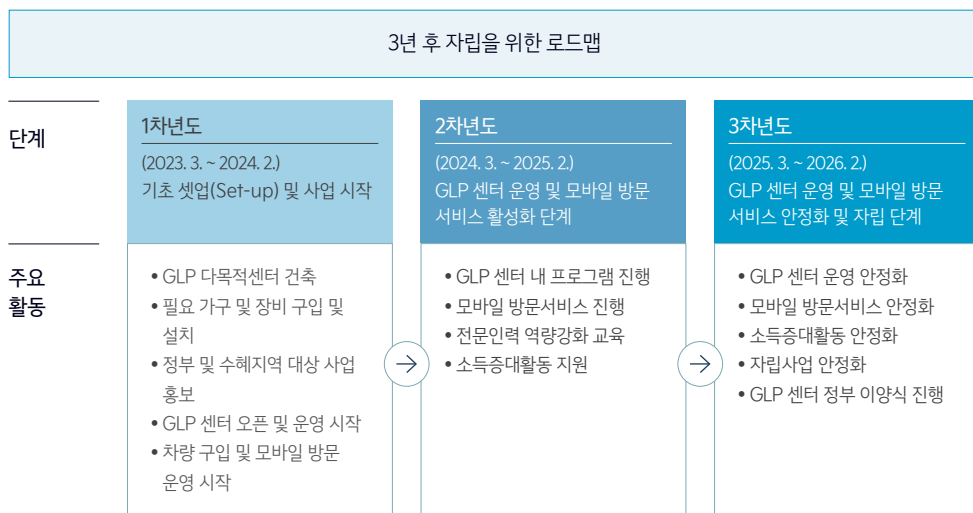 3년 후 자립을 위한 로드맵
단계
1차년도
(2023. 3. ~ 2024. 2.)
기초 셋업(Set-up) 및 사업 시작
2차년도
(2024. 3. ~ 2025. 2.)
GLP 센터 운영 및 모바일 방문
서비스 활성화 단계
3차년도
(2025. 3. ~ 2026. 2.)
GLP 센터 운영 및 모바일 방문
서비스 안정화 및 자립 단계
주요
활동
• GLP 다목적센터 건축
• 필요 가구 및 장비 구입 및
설치
• 정부 및 수혜지역 대상 사업
홍보
• GLP 센터 오픈 및 운영 시작
• 차량 구입 및 모바일 방문
운영 시작
• GLP 센터 내 프로그램 진행
• 모바일 방문서비스 진행
• 전문인력 역량강화 교육
• 소득증대활동 지원
• GLP 센터 운영 안정화
• 모바일 방문서비스 안정화
• 소득증대활동 안정화
• 자립사업 안정화
• GLP 센터 정부 이양식 진행